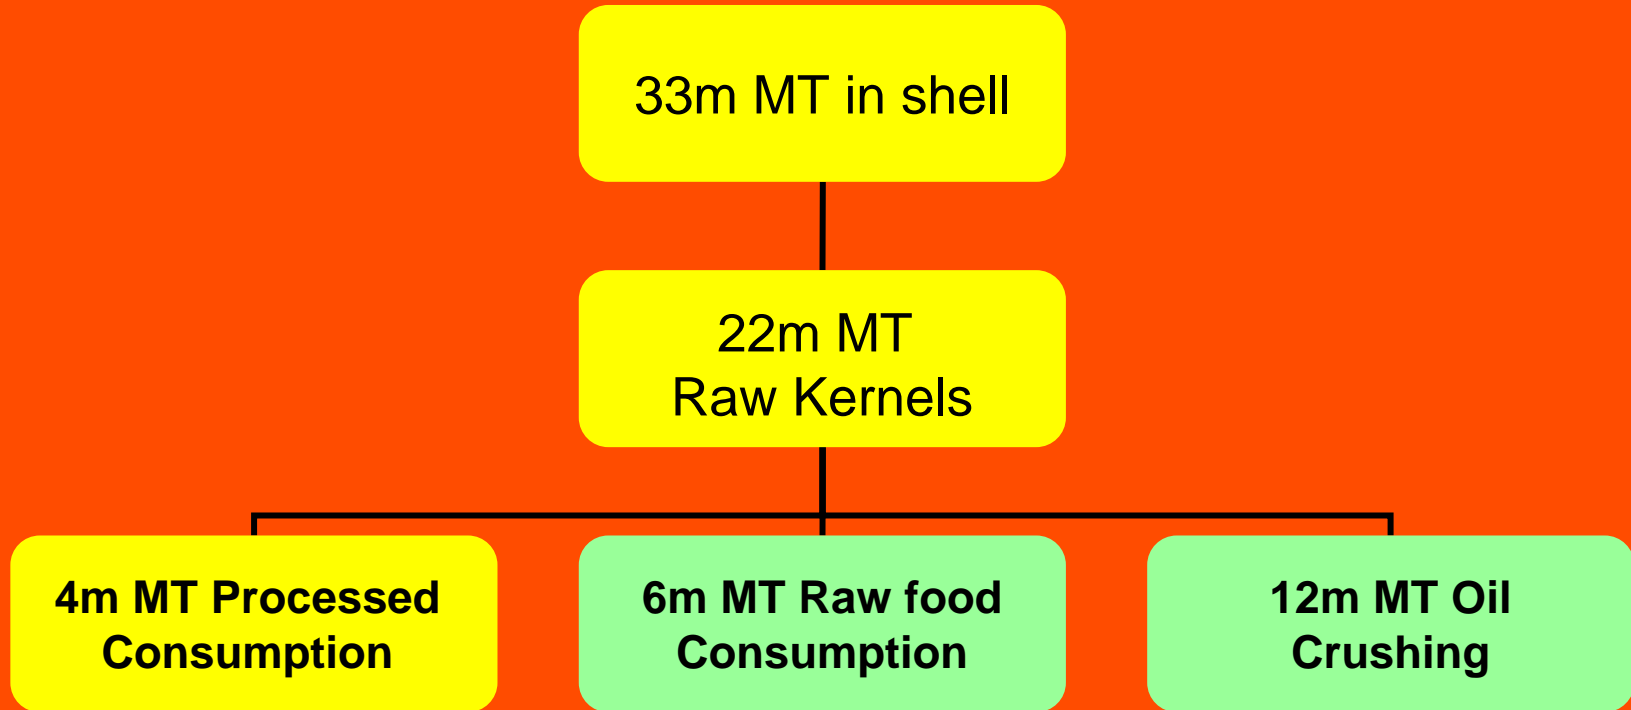 33m MT in shell
22m MT
Raw Kernels
4m MT Processed
Consumption
6m MT Raw food
Consumption
12m MT Oil
Crushing